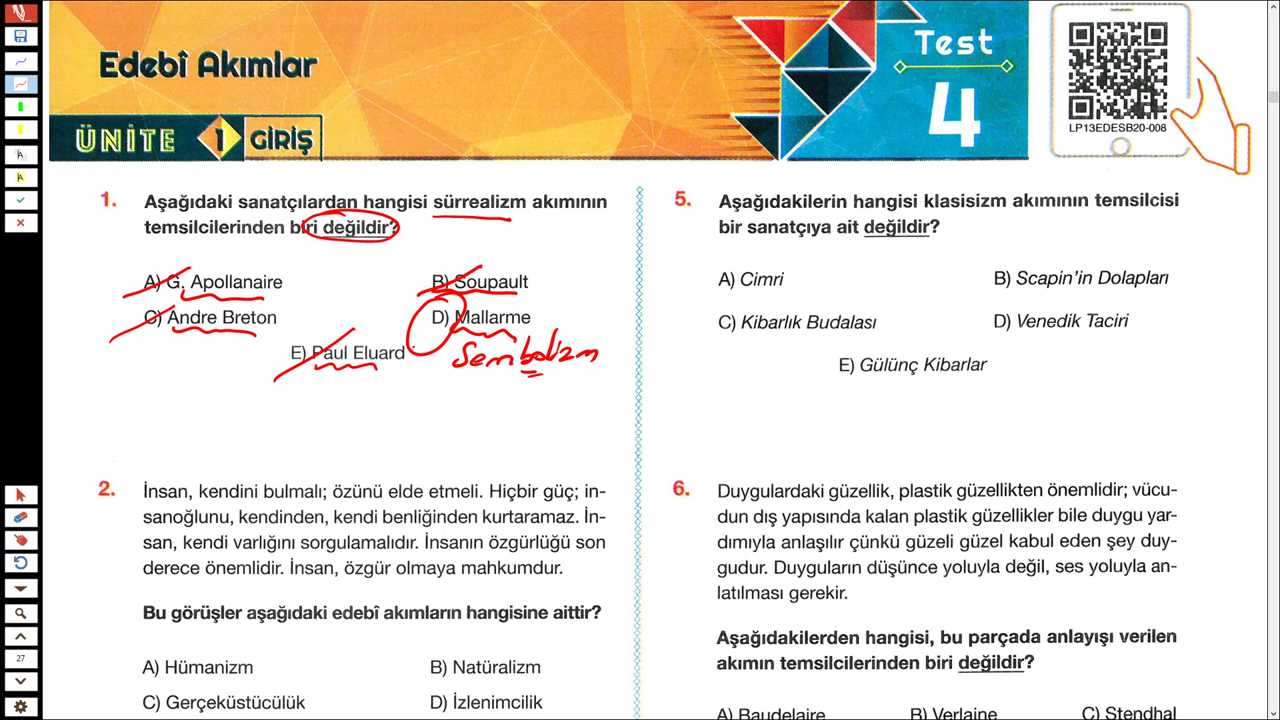 Edebî Akımlar
ÜNİTE 1 GİRİŞ
Test
4
LP13EDESB20-008
1. Aşağıdaki sanatçılardan hangisi sürrealizm akımının
temsilcilerinden biri değildir?
A) G. Apollanaire
B) Soupault
C) Andre Breton
D) Mallarme
E) Paul Eluard
Sembolizm
2. İnsan, kendini bulmalı; özünü elde etmeli. Hiçbir güç; in-
sanoğlunu, kendinden, kendi benliğinden kurtaramaz. İn-
san, kendi varlığını sorgulamalıdır. İnsanın özgürlüğü son
derece önemlidir. İnsan, özgür olmaya mahkumdur.
Bu görüşler aşağıdaki edebî akımların hangisine aittir?
A) Hümanizm
B) Natüralizm
C) Gerçeküstücülük
D) İzlenimcilik
5. Aşağıdakilerin hangisi klasisizm akımının temsilcisi
bir sanatçıya ait değildir?
A) Cimri
B) Scapin'in Dolapları
C) Kibarlık Budalası
D) Venedik Taciri
E) Gülünç Kibarlar
6. Duygulardaki güzellik, plastik güzellikten önemlidir; vücu-
dun dış yapısında kalan plastik güzellikler bile duygu yar-
dımıyla anlaşılır çünkü güzeli güzel kabul eden şey duy-
gudur. Duyguların düşünce yoluyla değil, ses yoluyla an-
latılması gerekir.
Aşağıdakilerden hangisi, bu parçada anlayışı verilen
akımın temsilcilerinden biri değildir?
A) Baudelaire
B) Verlaine
C) Stendhal
27